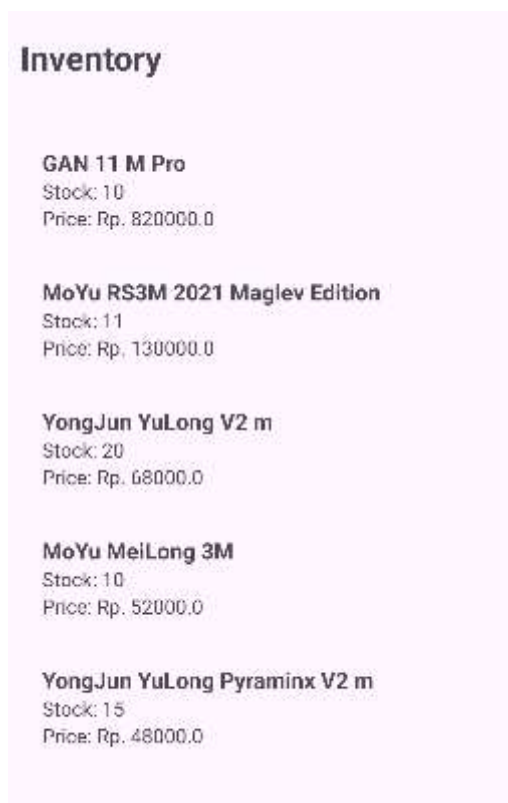 Inventory
GAN 11 M Pro
Stock: 10
Price: Rp. 820000.0
MoYu RS3M 2021 Maglev Edition
Stock: 11
Price: Rp. 130000.0
YongJun YuLong V2 m
Stock: 20
Price: Rp. 68000.0
MoYu MeiLong 3M
Stock: 10
Price: Rp. 52000.0
YongJun YuLong Pyraminx V2 m
Stock: 15
Price: Rp. 48000.0